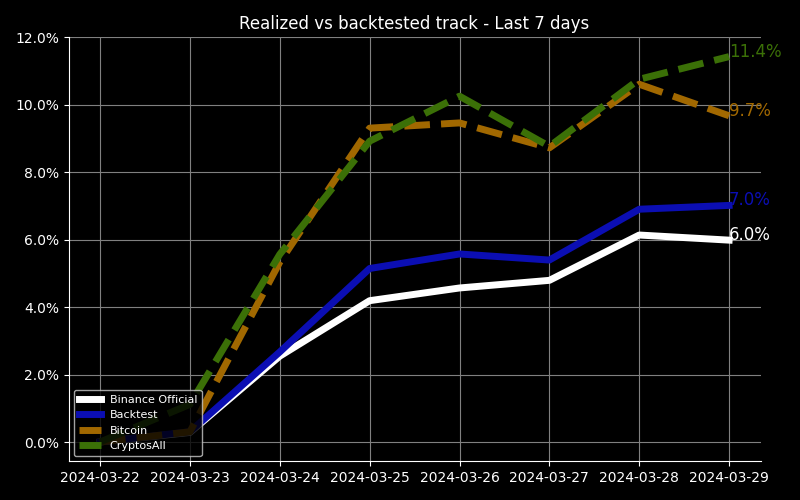 Realized vs backtested track - Last 7 days
12.0%
10.0%
8.0%
6.0%
4.0%
2.0%
0.0%
11.4%
9.7%
7.0%
6.0%
Binance Official
Backtest
Bitcoin
CryptosAll
2024-03-22 2024-03-23 2024-03-24 2024-03-25 2024-03-26 2024-03-27 2024-03-28 2024-03-29